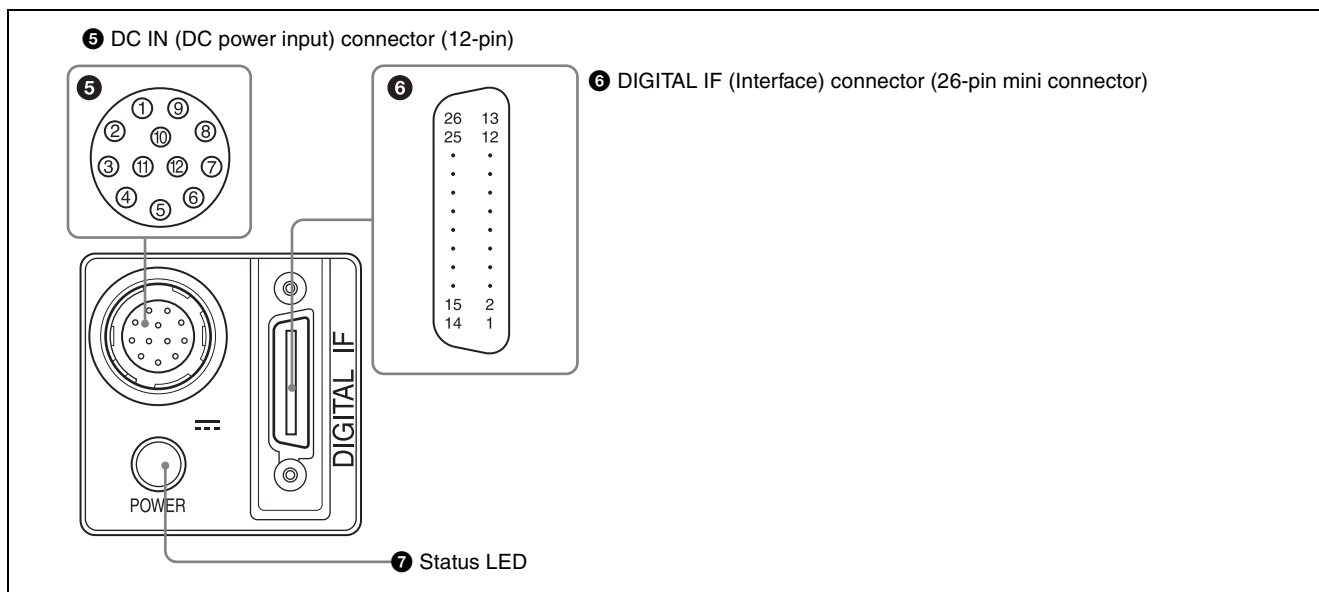 ❺ DC IN (DC power input) connector (12-pin)
❺
① ⑨
② ⑩ ⑧
③ ⑪ ⑫ ⑦
④ ⑥
⑤
❻
26 13
25 12
15 2
14 1
❻ DIGITAL IF (Interface) connector (26-pin mini connector)
DIGITAL IF
POWER
❼ Status LED